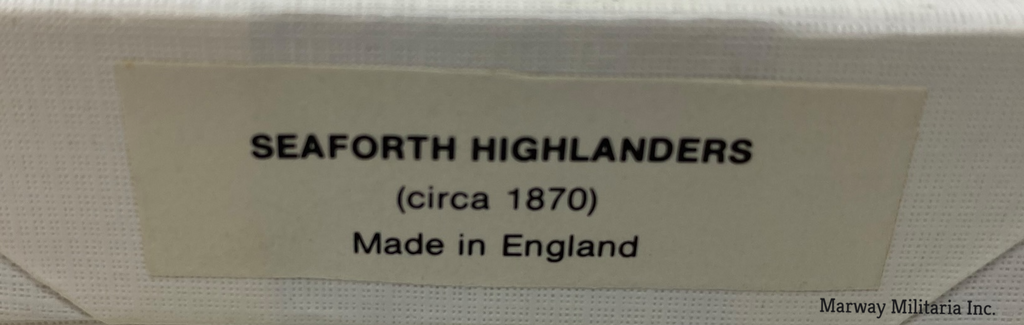 SEAFORTH HIGHLANDERS
(circa 1870)
Made in England
Marway Militaria Inc.